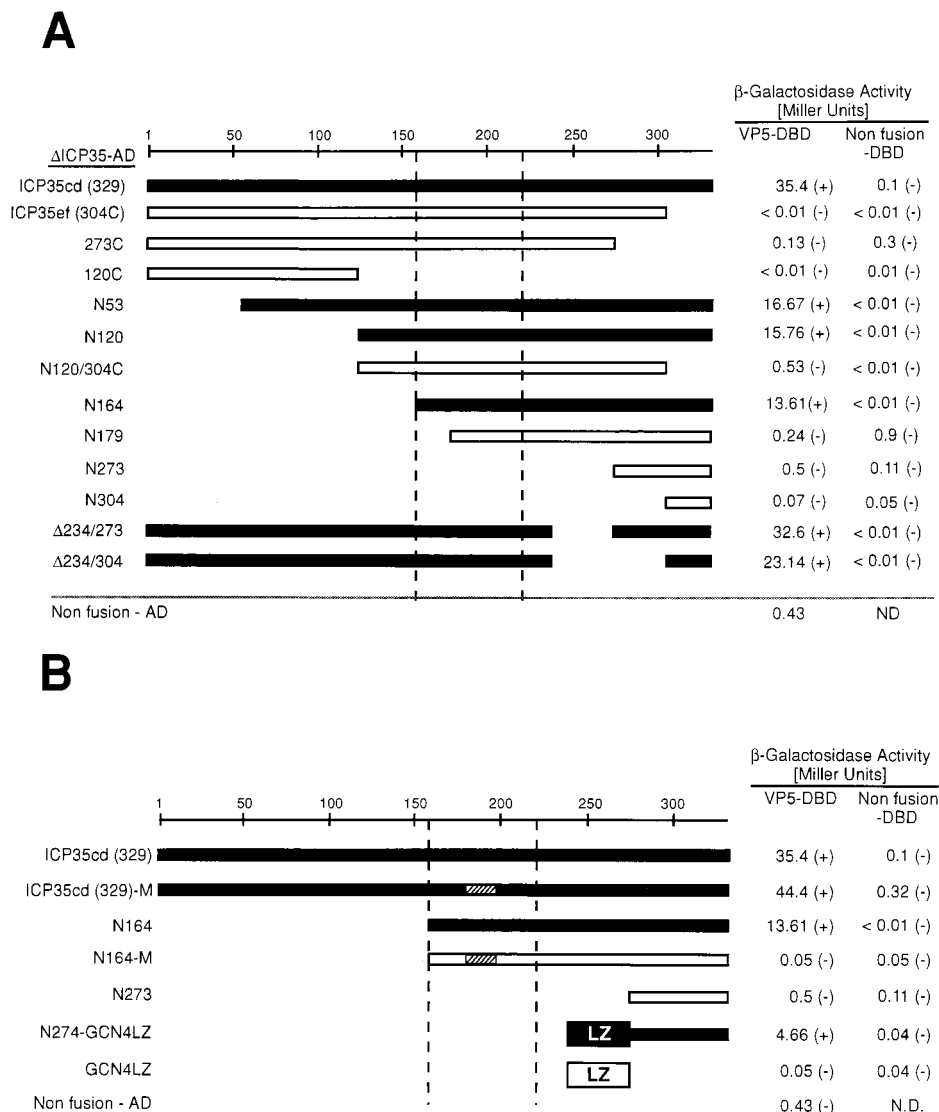 A
β-Galactosidase Activity
[Miller Units]
VP5-DBD Non fusion
-DBD
1 50 100 150 200 250 300
ΔICP35-AD
ICP35cd (329) 35.4 (+) 0.1 (-)
ICP35ef (304C) < 0.01 (-) < 0.01 (-)
273C 0.13 (-) 0.3 (-)
120C < 0.01 (-) 0.01 (-)
N53 16.67 (+) < 0.01 (-)
N120 15.76 (+) < 0.01 (-)
N120/304C 0.53 (-) < 0.01 (-)
N164 13.61(+) < 0.01 (-)
N179 0.24 (-) 0.9 (-)
N273 0.5 (-) 0.11 (-)
N304 0.07 (-) 0.05 (-)
Δ234/273 32.6 (+) < 0.01 (-)
Δ234/304 23.14 (+) < 0.01 (-)
Non fusion - AD 0.43 ND
B
β-Galactosidase Activity
[Miller Units]
VP5-DBD Non fusion
-DBD
1 50 100 150 200 250 300
ICP35cd (329) 35.4 (+) 0.1 (-)
ICP35cd (329)-M 44.4 (+) 0.32 (-)
N164 13.61 (+) < 0.01 (-)
N164-M 0.05 (-) 0.05 (-)
N273 0.5 (-) 0.11 (-)
N274-GCN4LZ LZ 4.66 (+) 0.04 (-)
GCN4LZ LZ 0.05 (-) 0.04 (-)
Non fusion - AD 0.43 (-) N.D.